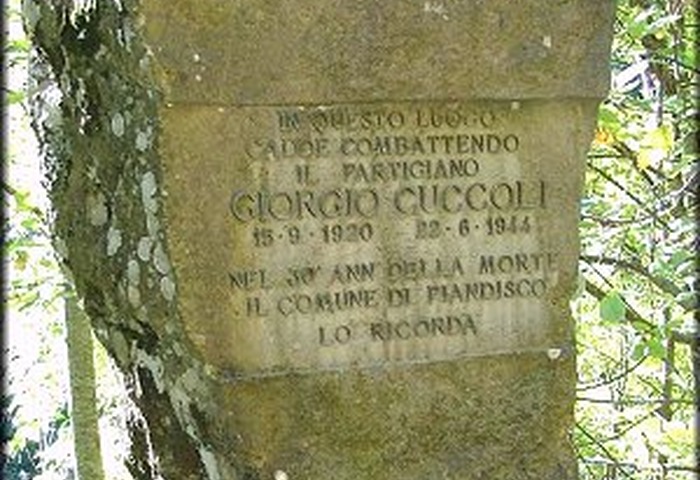 IN QUESTO LUOGO
CADDE COMBATTENDO
IL PARTIGIANO
GIORGIO CUCCOLI
15·9·1920 22·6·1944
NEL 30° ANN DELLA MORTE
IL COMUNE DI PIANDISCO'
LO RICORDA